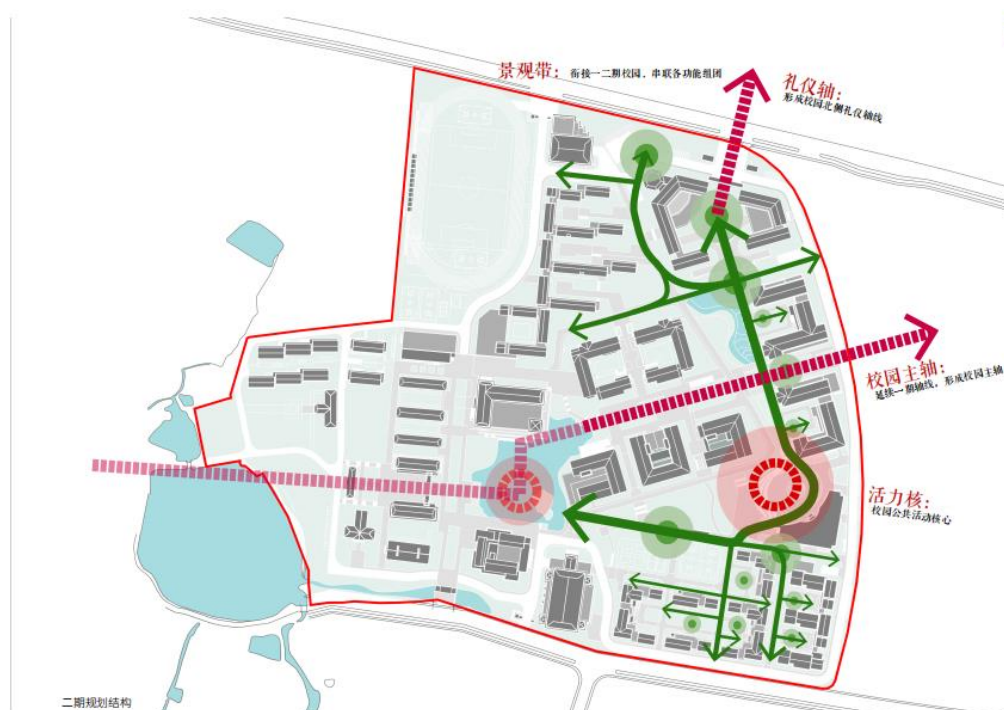 景观带：衔接一二期校园，串联各功能组团
礼仪轴：
形成校园北侧礼仪轴线
校园主轴：
延续一期轴线，形成校园主轴
活力核：
校园公共活动核心
二期规划结构